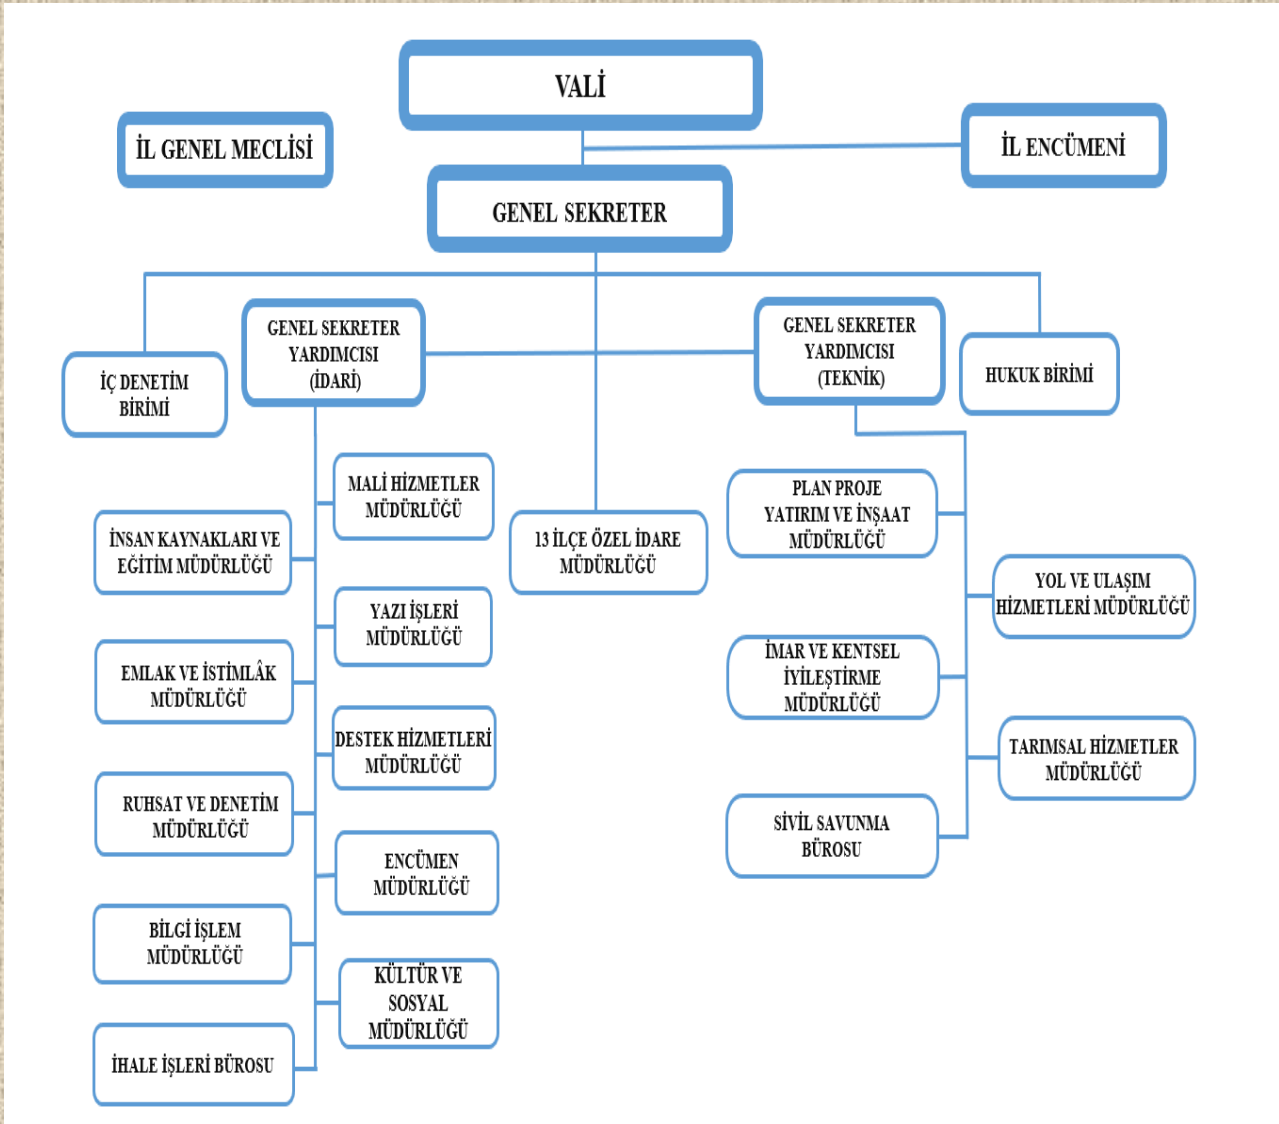 VALİ
İL GENEL MECLİSİ
İL ENCÜMENİ
GENEL SEKRETER
GENEL SEKRETER
YARDIMCISI
(İDARİ)
GENEL SEKRETER
YARDIMCISI
(TEKNİK)
İÇ DENETİM
BİRİMİ
HUKUK BİRİMİ
MALİ HİZMETLER
MÜDÜRLÜĞÜ
İNSAN KAYNAKLARI VE
EĞİTİM MÜDÜRLÜĞÜ
YAZI İŞLERİ
MÜDÜRLÜĞÜ
EMLAK VE İSTİMLÂK
MÜDÜRLÜĞÜ
DESTEK HİZMETLERİ
MÜDÜRLÜĞÜ
RUHSAT VE DENETİM
MÜDÜRLÜĞÜ
ENCÜMEN
MÜDÜRLÜĞÜ
BİLGİ İŞLEM
MÜDÜRLÜĞÜ
KÜLTÜR VE
SOSYAL
MÜDÜRLÜĞÜ
İHALE İŞLERİ BÜROSU
13 İLÇE ÖZEL İDARE
MÜDÜRLÜĞÜ
PLAN PROJE
YATIRIM VE İNŞAAT
MÜDÜRLÜĞÜ
YOL VE ULAŞIM
HİZMETLERİ MÜDÜRLÜĞÜ
İMAR VE KENTSEL
İYİLEŞTİRME
MÜDÜRLÜĞÜ
TARIMSAL HİZMETLER
MÜDÜRLÜĞÜ
SİVİL SAVUNMA
BÜROSU